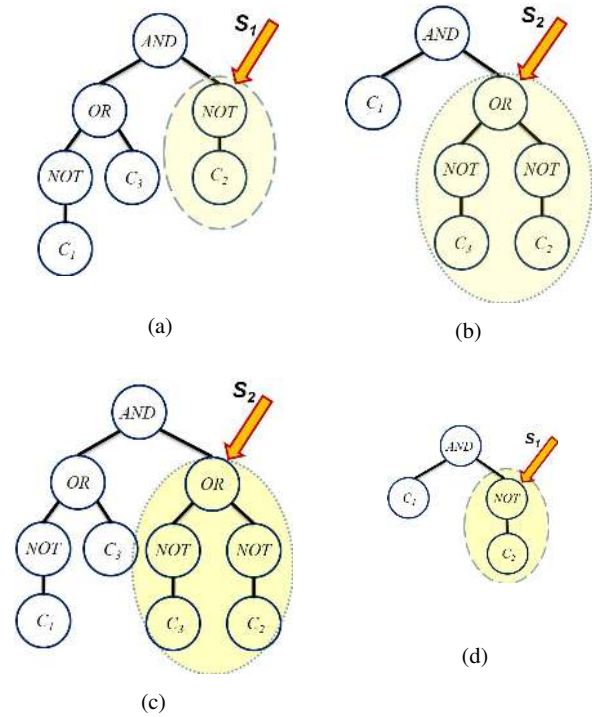 S1
AND
OR
NOT
NOT
C3
C2
C1
(a)
S2
AND
C1
OR
NOT
NOT
C3
C2
(b)
S2
AND
OR
OR
NOT
C3
NOT
NOT
C1
C3
C2
(c)
S1
AND
C1
NOT
C2
(d)